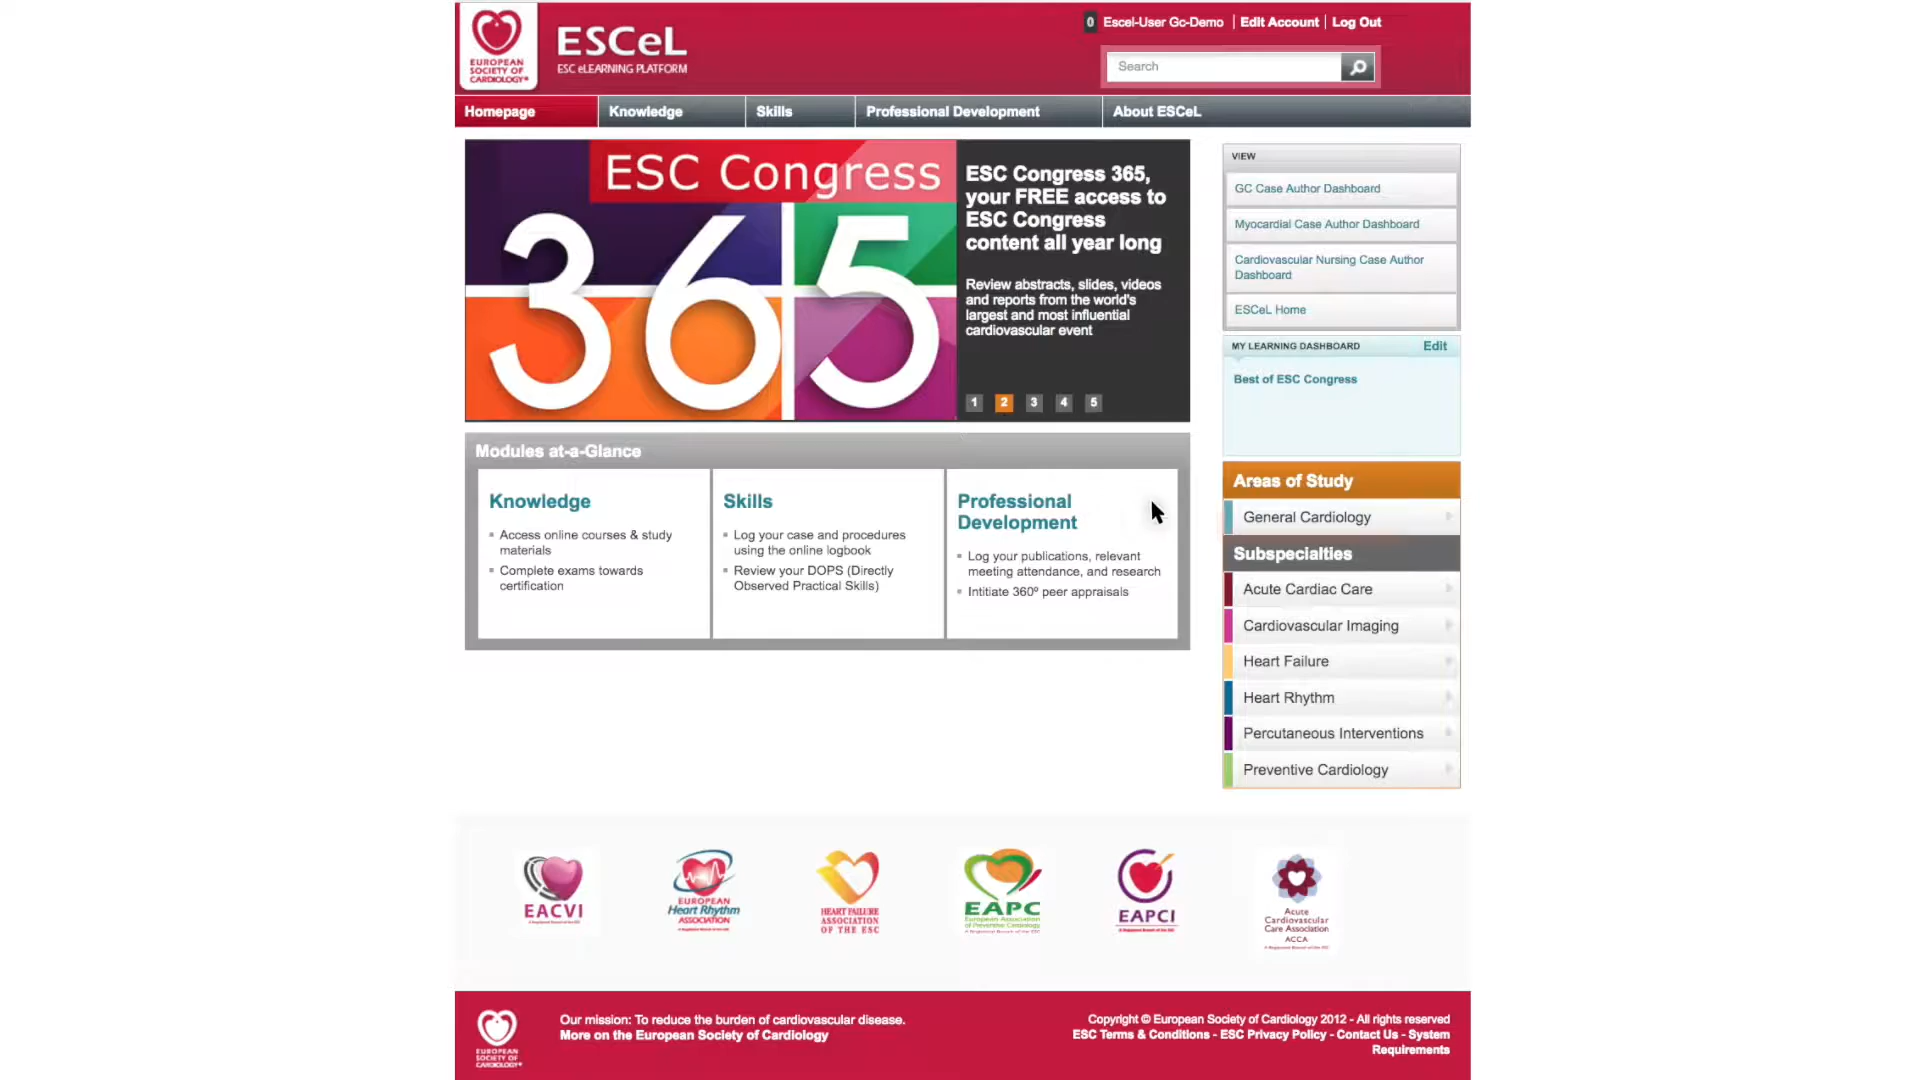 EUROPEAN
SOCIETY OF
CARDIOLOGY®
ESCeL
ESC eLEARNING PLATFORM
0 Escel-User Gc-Demo | Edit Account | Log Out
Search
Homepage
Knowledge
Skills
Professional Development
About ESCeL
ESC Congress
365
ESC Congress 365,
your FREE access to
ESC Congress
content all year long
Review abstracts, slides, videos
and reports from the world's
largest and most influential
cardiovascular event
1 2 3 4 5
VIEW
GC Case Author Dashboard
Myocardial Case Author Dashboard
Cardiovascular Nursing Case Author
Dashboard
ESCeL Home
MY LEARNING DASHBOARD Edit
Best of ESC Congress
Modules at-a-Glance
Knowledge
Access online courses & study
materials
Complete exams towards
certification
Skills
Log your case and procedures
using the online logbook
Review your DOPS (Directly
Observed Practical Skills)
Professional
Development
Log your publications, relevant
meeting attendance, and research
Intitiate 360º peer appraisals
Areas of Study
General Cardiology
Subspecialties
Acute Cardiac Care
Cardiovascular Imaging
Heart Failure
Heart Rhythm
Percutaneous Interventions
Preventive Cardiology
EACVI
EUROPEAN
Heart Rhythm
ASSOCIATION
HEART FAILURE
ASSOCIATION
OF THE ESC
EAPC
European Association
of Preventive Cardiology
EAPCI
Acute
Cardiovascular
Care Association
ACCA
EUROPEAN
SOCIETY OF
CARDIOLOGY®
Our mission: To reduce the burden of cardiovascular disease.
More on the European Society of Cardiology
Copyright © European Society of Cardiology 2012 - All rights reserved
ESC Terms & Conditions - ESC Privacy Policy - Contact Us - System
Requirements